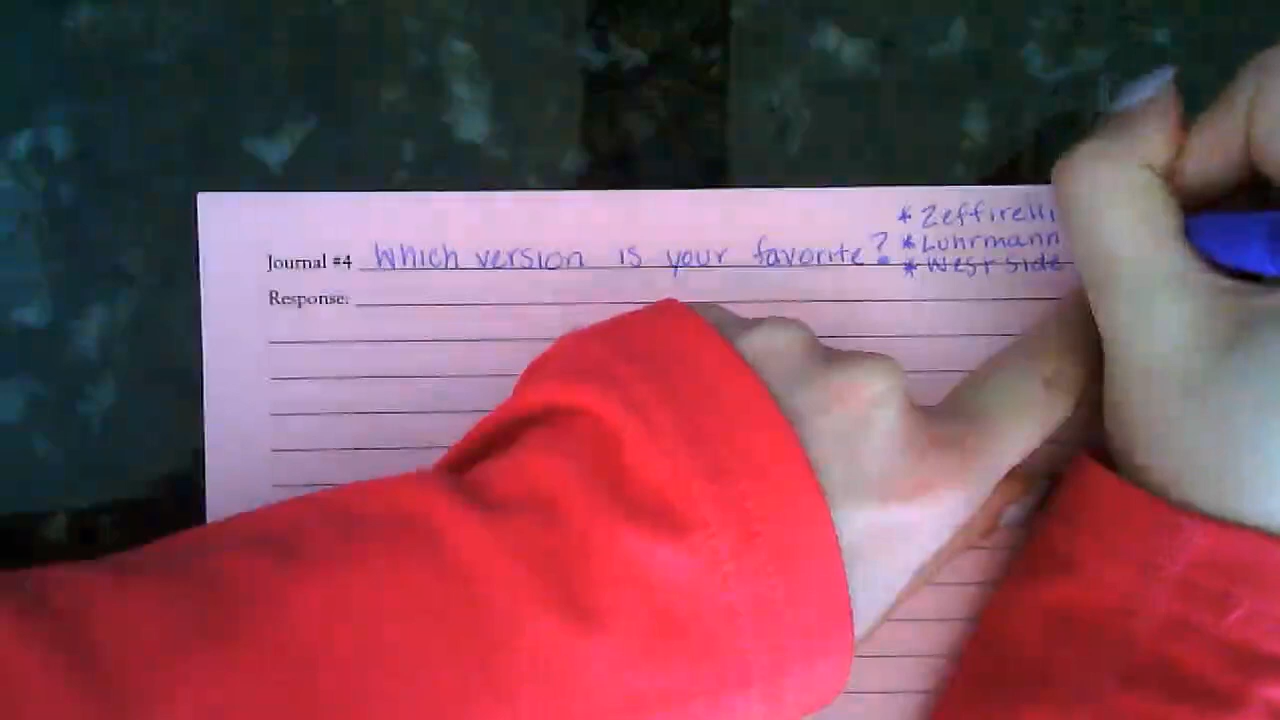 * Zeffirelli
Journal #4 Which version is your favorite? * Luhrmann
* West Side
Response: